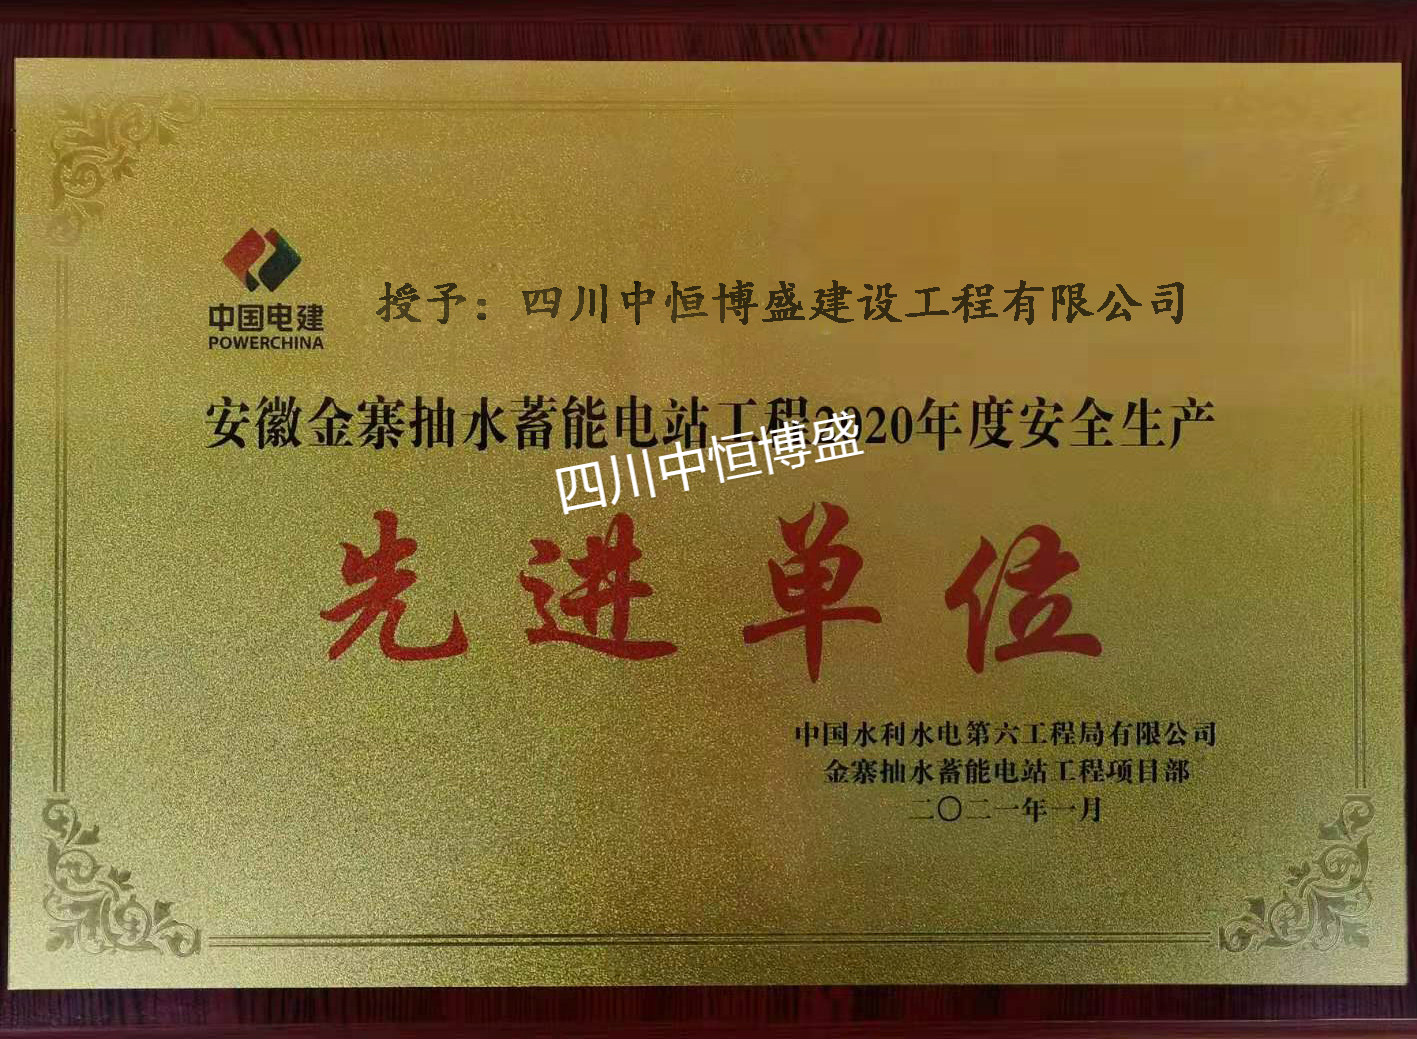 中国电建
POWERCHINA
授予：四川中恒博盛建设工程有限公司
安徽金寨抽水蓄能电站工程2020年度安全生产
四川中恒博盛
先进单位
中国水利水电第六工程局有限公司
金寨抽水蓄能电站工程项目部
二〇二一年一月